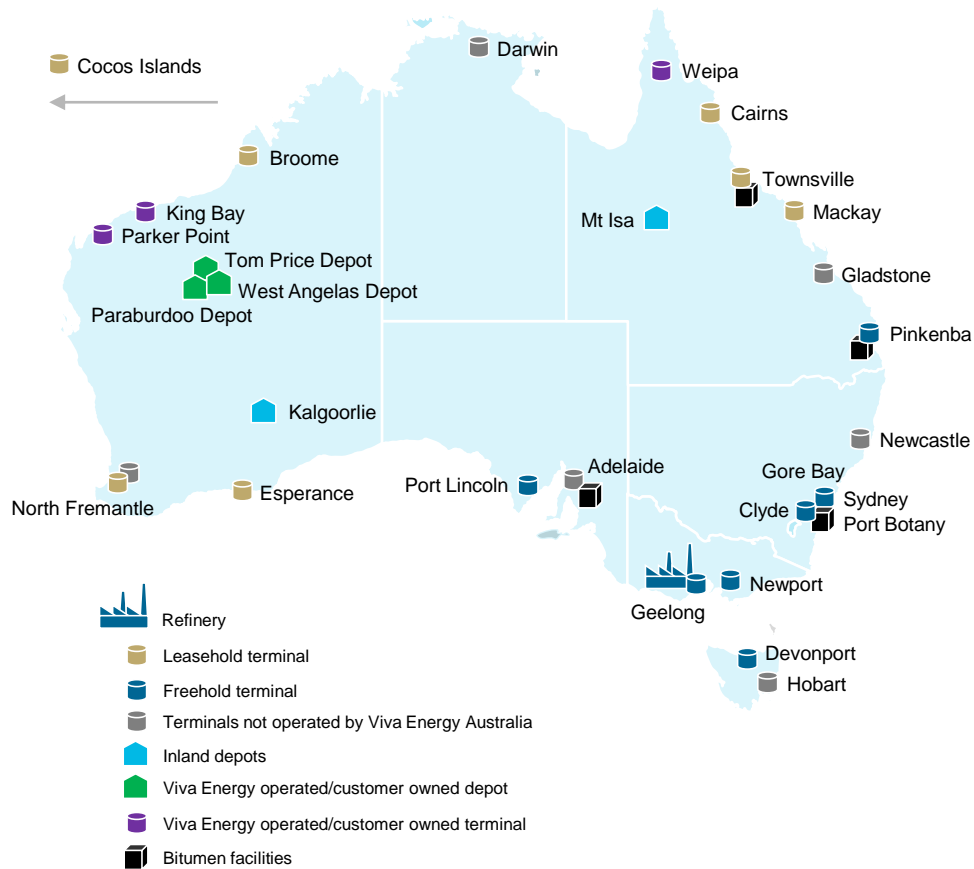 Darwin
Cocos Islands
Weipa
Cairns
Broome
Townsville
King Bay
Mackay
Mt Isa
Parker Point
Tom Price Depot
Gladstone
West Angelas Depot
Paraburdoo Depot
Pinkenba
Kalgoorlie
Newcastle
Adelaide
Gore Bay
Port Lincoln
Esperance
Sydney
North Fremantle
Clyde
Port Botany
Newport
Geelong
Refinery
Devonport
Leasehold terminal
Hobart
Freehold terminal
Terminals not operated by Viva Energy Australia
Inland depots
Viva Energy operated/customer owned depot
Viva Energy operated/customer owned terminal
Bitumen facilities